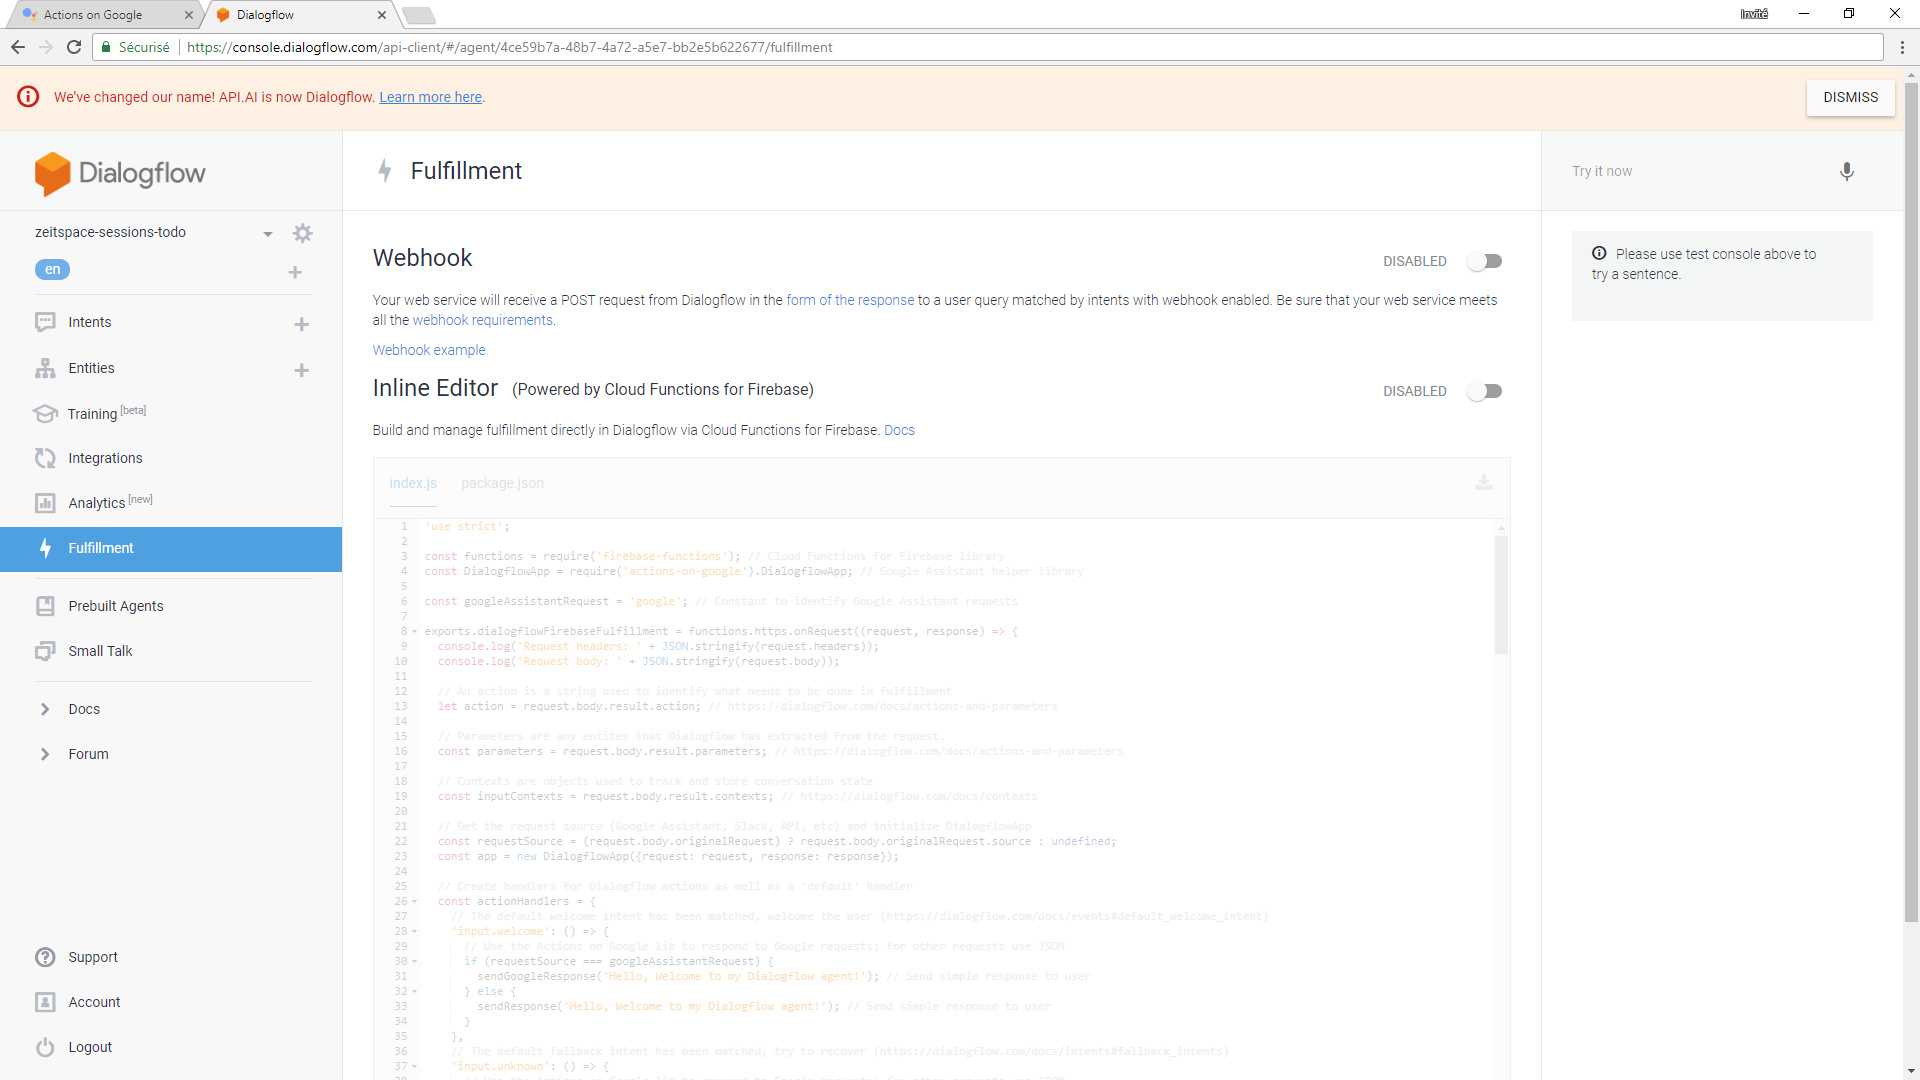 Actions on Google
Dialogflow
Invité
Sécurisé
https://console.dialogflow.com/api-client/#/agent/4ce59b7a-48b7-4a72-a5e7-bb2e5b622677/fulfillment
We've changed our name! API.AI is now Dialogflow. Learn more here.
DISMISS
Dialogflow
zeitspace-sessions-todo
en
Intents
Entities
Training [beta]
Integrations
Analytics [new]
Fulfillment
Prebuilt Agents
Small Talk
Docs
Forum
Support
Account
Logout
Fulfillment
Webhook
DISABLED
Your web service will receive a POST request from Dialogflow in the form of the response to a user query matched by intents with webhook enabled. Be sure that your web service meets
all the webhook requirements.
Webhook example
Inline Editor (Powered by Cloud Functions for Firebase)
DISABLED
Build and manage fulfillment directly in Dialogflow via Cloud Functions for Firebase. Docs
index.js package.json
1 'use strict';
2
3 const functions = require('firebase-functions'); // Cloud Functions for Firebase library
4 const DialogflowApp = require('actions-on-google').DialogflowApp; // Google Assistant helper library
5
6 const googleAssistantRequest = 'google'; // Constant to identify Google Assistant requests
7
8 exports.dialogflowFirebaseFulfillment = functions.https.onRequest((request, response) => {
9 console.log('Request headers: ' + JSON.stringify(request.headers));
10 console.log('Request body: ' + JSON.stringify(request.body));
11
12 // An action is a string used to identify what needs to be done in fulfillment
13 let action = request.body.result.action; // https://dialogflow.com/docs/actions-and-parameters
14
15 // Parameters are any entites that Dialogflow has extracted from the request.
16 const parameters = request.body.result.parameters; // https://dialogflow.com/docs/actions-and-parameters
17
18 // Contexts are objects used to track and store conversation state
19 const inputContexts = request.body.result.contexts; // https://dialogflow.com/docs/contexts
20
21 // Get the request source (Google Assistant, Slack, API, etc) and initialize DialogflowApp
22 const requestSource = (request.body.originalRequest) ? request.body.originalRequest.source : undefined;
23 const app = new DialogflowApp({request: request, response: response});
24
25 // Create handlers for Dialogflow actions as well as a 'default' handler
26 const actionHandlers = {
27 // The default welcome intent has been matched, welcome the user (https://dialogflow.com/docs/events#default_welcome_intent)
28 'input.welcome': () => {
29 // Use the Actions on Google lib to respond to Google requests; for other requests use JSON
30 if (requestSource === googleAssistantRequest) {
31 sendGoogleResponse('Hello, Welcome to my Dialogflow agent!'); // Send simple response to user
32 } else {
33 sendResponse('Hello, Welcome to my Dialogflow agent!'); // Send simple response to user
34 }
35 },
36 // The default fallback intent has been matched, try to recover (https://dialogflow.com/docs/intents#fallback_intents)
37 'input.unknown': () => {
Try it now
Please use test console above to
try a sentence.